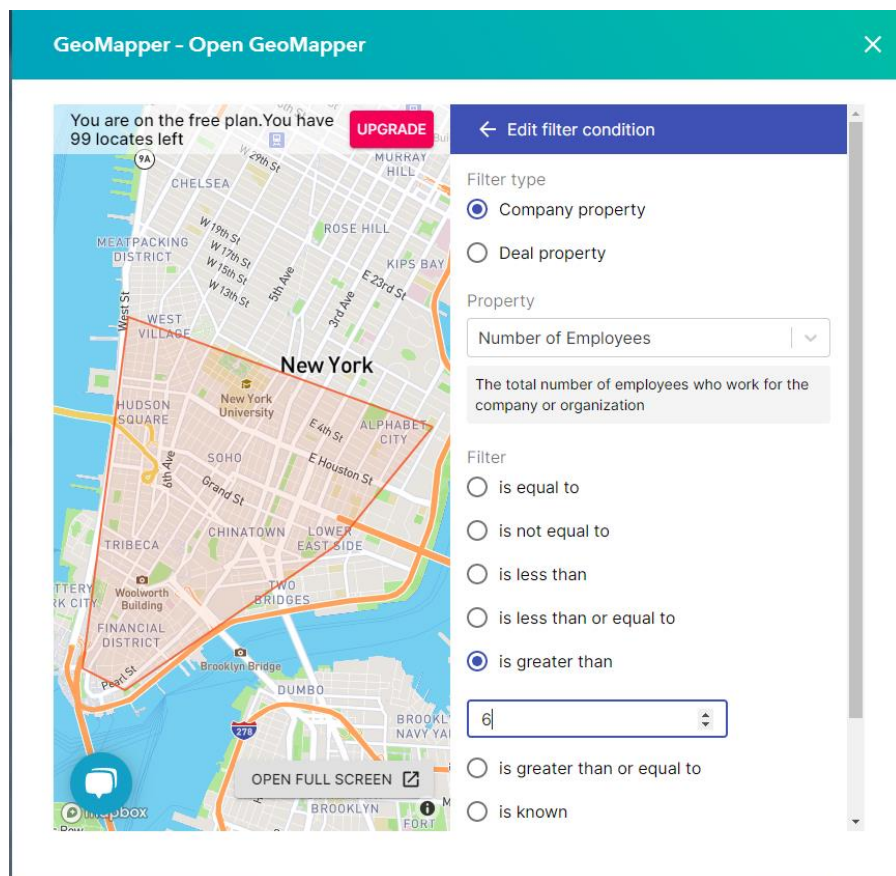 GeoMapper - Open GeoMapper
You are on the free plan.You have
99 locates left
UPGRADE
9A
W 29th St
MURRAY
HILL
CHELSEA
W 19th St
W 17th St
W 15th St
W 13th St
ROSE HILL
MEATPACKING
DISTRICT
5th Ave
KIPS BAY
E 23rd St
3rd Ave
West St
WEST
VILLAGE
New York
New York
University
HUDSON
SQUARE
E 4th St
ALPHABET
CITY
6th Ave
SOHO
E Houston St
Grand St
CHINATOWN
LOWER
EAST SIDE
TRIBECA
Woolworth
Building
TWO
BRIDGES
FINANCIAL
DISTRICT
Pearl St
Brooklyn Bridge
DUMBO
278
OPEN FULL SCREEN
BROOKLYN
FORT
mapbox
Edit filter condition
Filter type
Company property
Deal property
Property
Number of Employees
The total number of employees who work for the
company or organization
Filter
is equal to
is not equal to
is less than
is less than or equal to
is greater than
6
is greater than or equal to
is known